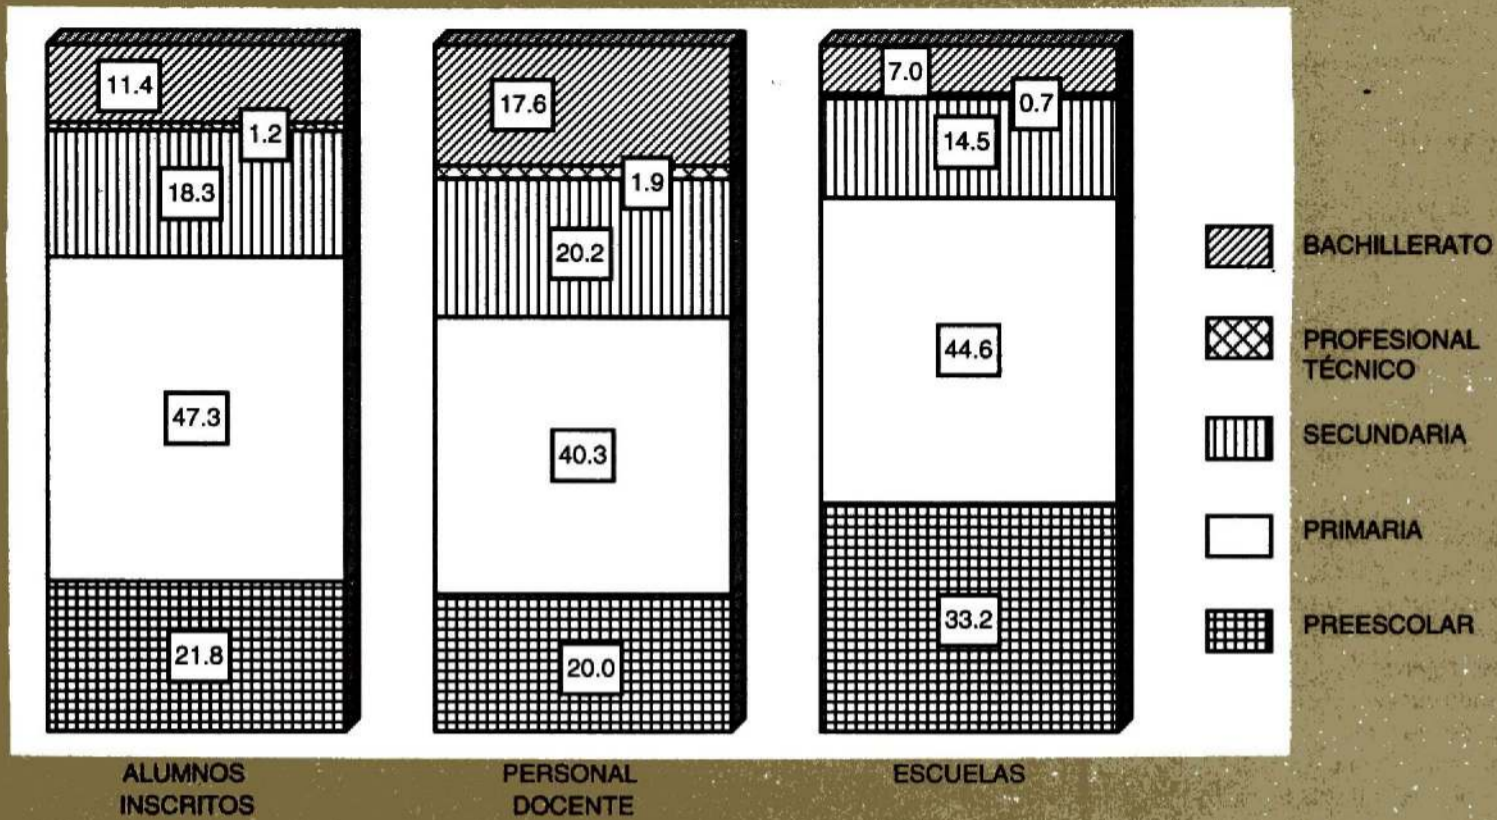 11.4
1.2
18.3
47.3
21.8
17.6
1.9
20.2
40.3
20.0
7.0
0.7
14.5
44.6
33.2
BACHILLERATO
PROFESIONAL
TÉCNICO
SECUNDARIA
PRIMARIA
PREESCOLAR
ALUMNOS
INSCRITOS
PERSONAL
DOCENTE
ESCUELAS